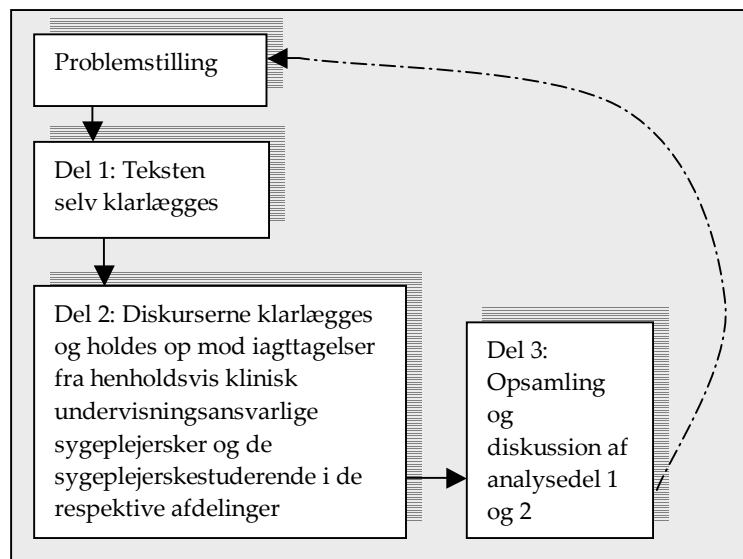 Problemstilling
Del 1: Teksten
selv klarlægges
Del 2: Diskurserne klarlægges
og holdes op mod iagttagelser
fra henholdsvis klinisk
undervisningsansvarlige
sygeplejersker og de
sygeplejerskestuderende i de
respektive afdelinger
Del 3:
Opsamling
og
diskussion af
analysedel 1
og 2